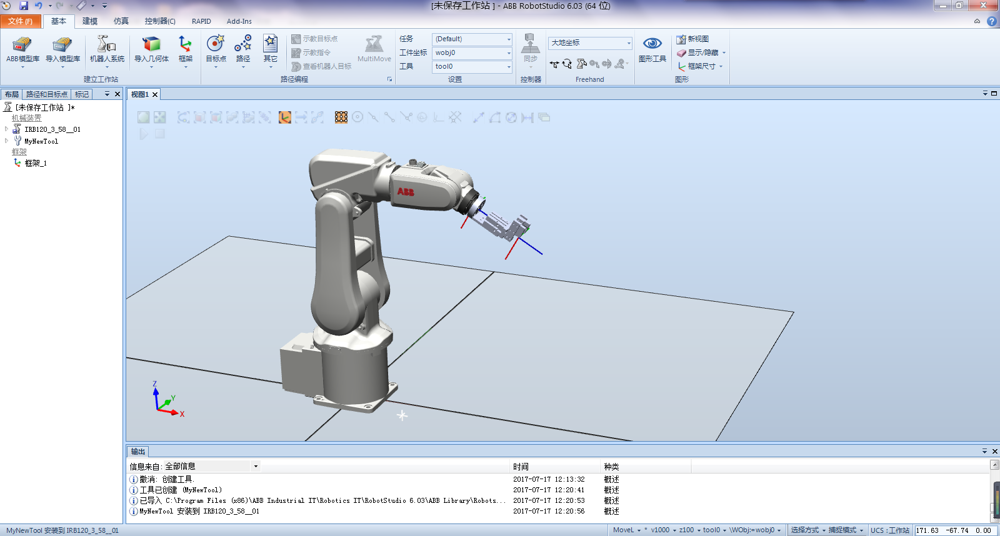 [未保存工作站 ] - ABB RobotStudio 6.03 (64 位)
文件(F) 基本 建模 仿真 控制器(C) RAPID Add-Ins
ABB模型库 导入模型库 机器人系统 导入几何体 框架
建立工作站
目标点 路径 其它
示教目标点
示教指令
查看机器人目标
MultiMove
路径编程
任务 (Default)
工件坐标 wobj0
工具 tool0
设置
同步
控制器
大地坐标
Freehand
图形工具
新视图
显示/隐藏
框架尺寸
图形
布局 路径和目标点 标记
[未保存工作站 ]*
机械装置
IRB120_3_58__01
MyNewTool
框架
框架_1
视图1
ABB
Z
Y
X
输出
信息来自: 全部信息 时间 种类
撤消: 创建工具. 2017-07-17 12:13:32 概述
工具已创建 (MyNewTool) 2017-07-17 12:20:41 概述
已导入 C:\Program Files (x86)\ABB Industrial IT\Robotics IT\RobotStudio 6.03\ABB Library\Robots... 2017-07-17 12:20:53 概述
MyNewTool 安装到 IRB120_3_58__01 2017-07-17 12:20:56 概述
MyNewTool 安装到 IRB120_3_58__01
MoveL * v1000 z100 tool0 \WObj:=wobj0 选择方式 捕捉模式 UCS :工作站 171.63 -67.74 0.00